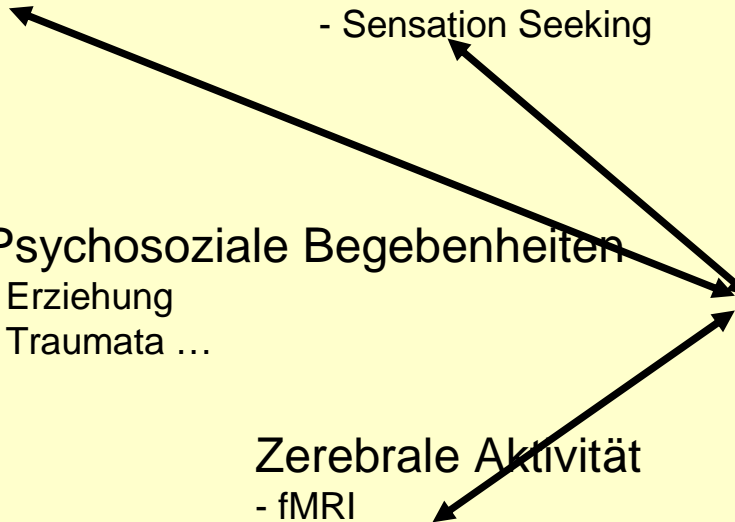 - Sensation Seeking
Psychosoziale Begebenheiten
Erziehung
Traumata …
Zerebrale Aktivität
- fMRI